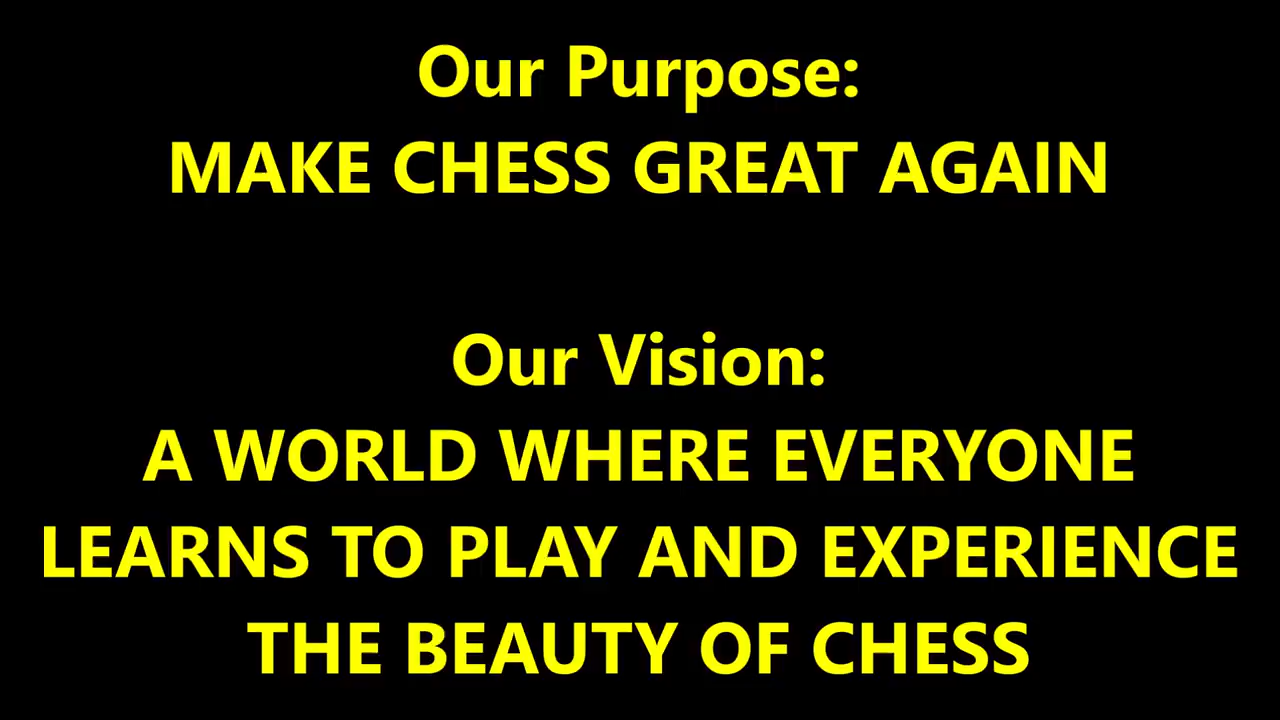 Our Purpose:
MAKE CHESS GREAT AGAIN
Our Vision:
A WORLD WHERE EVERYONE
LEARNS TO PLAY AND EXPERIENCE
THE BEAUTY OF CHESS